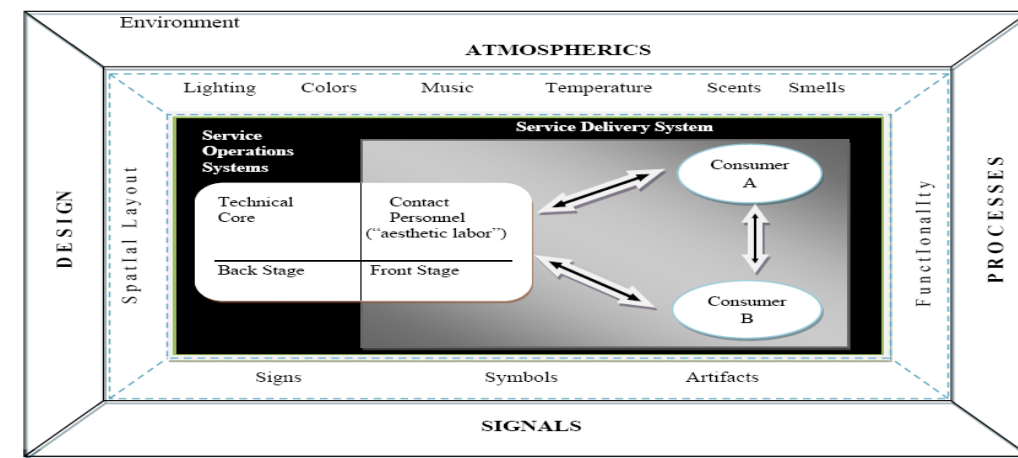 Environment
ATMOSPHERICS
Lighting Colors Music Temperature Scents Smells
Service Delivery System
Service
Operations
Systems
Consumer
A
Technical
Core
Contact
Personnel
("aesthetic labor")
Back Stage
Front Stage
Consumer
B
DESIGN
Spatial Layout
Functionality
PROCESSES
Signs Symbols Artifacts
SIGNALS